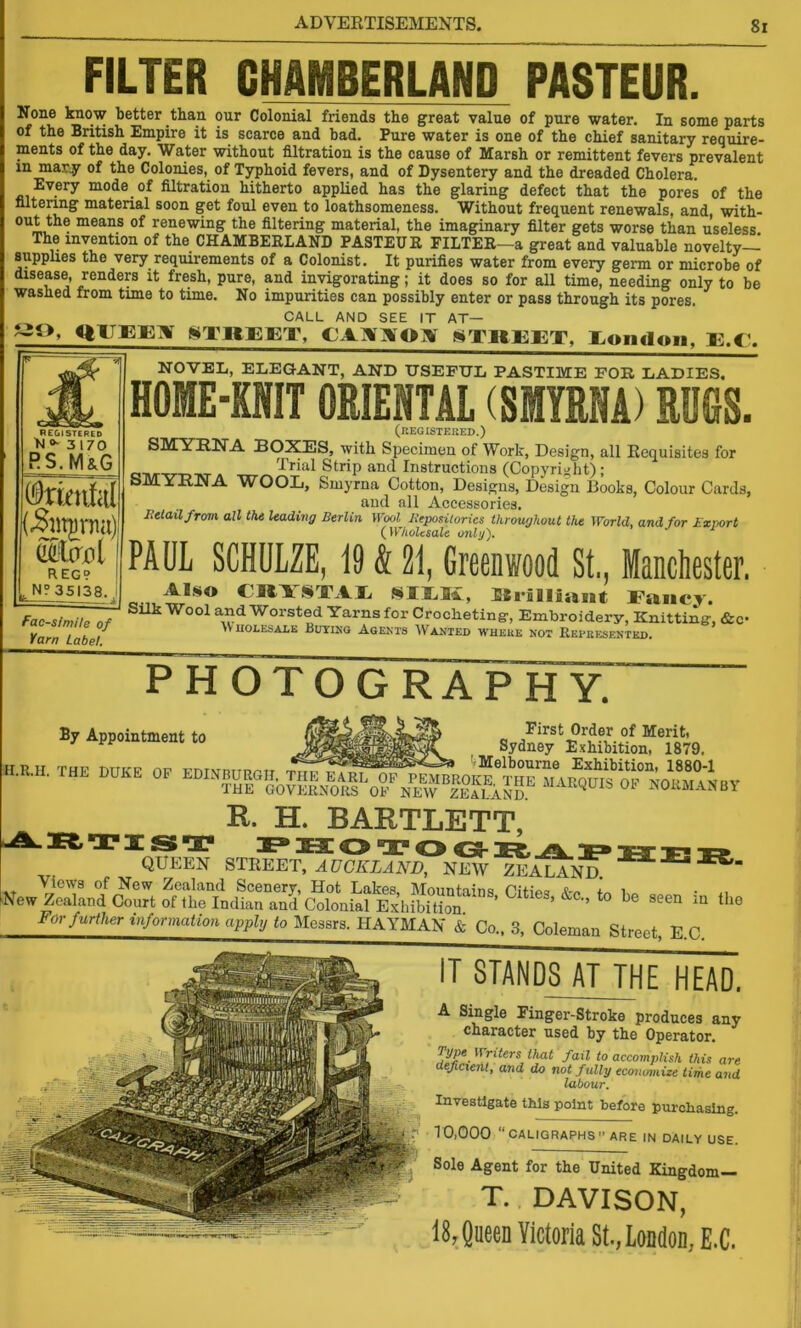 ADVERTISEMENTS. 81
FILTER CHAMBERLAND PASTEUR.
None know better than our Colonial friends the great value of pure water. In some parts
of the British Empire it is scarce and bad. Pure water is one of the chief sanitary require-
ments of the day. Water without filtration is the cause of Marsh or remittent fevers prevalent
in many of the Colonies, of Typhoid fevers, and of Dysentery and the dreaded Cholera.
Every mode of filtration hitherto applied has the glaring defect that the pores of the
filtering material soon get foul even to loathsomeness. Without frequent renewals, and, with-
out the means of renewing the filtering material, the imaginary filter gets worse than useless.
The invention of the CHAMBERLAND PASTEUR FILTER—a great and valuable novelty—
supplies the very requirements of a Colonist. It purifies water from every germ or microbe of
disease, renders it fresh, pure, and invigorating; it does so for all time, needing only to be
washed from time to time. No impurities can possibly enter or pass through its pores.
CALL AND SEE IT AT—
20, QUEEN STREET, CANNON STREET, London, E.C.
REGISTERED
No 3170
P.S. M&G
Oriental
(Smyrna)
Wool
REGD
No 35138.
Fac-simile of
Yarn Label.
NOVEL, ELEGANT, AND USEFUL PASTIME FOR LADIES.
HOME-KNIT ORIENTAL (SMYRNA) RUGS.
(REGISTERED.)
SMYRNA BOXES, with Specimen of Work, Design, all Requisites for
Trial Strip and Instructions (Copyright);
SMYRNA WOOL, Smyrna Cotton, Designs, Design Books, Colour Cards,
and all Accessories.
Retail from all the leading Berlin Wool Repositories throughout the World, and for Export
(Wholesale only).
PAUL SCHULZE, 19 & 21, Greenwood St., Manchester.
Also CRYSTAL SILK, Brilliant Fancy.
Silk Wool and Worsted Yarns for Crocheting, Embroidery, Knitting, &c.
WHOLESALE BUYING AGENTS WANTED WHERE NOT REPRESENTED.
PHOTOGRAPHY.
By Appointment to
First Order of Merit,
Sydney Exhibition, 1879.
Melbourne Exhibition, 1880-1
H.R.H. THE DUKE OF EDINBURGH, THE EARL OF PEMBROKE, THE MARQUIS OF NORMANBY
THE GOVERNORS OF NEW ZEALAND.
R. H. BARTLETT,
ARTIST PHOTOGRAPHER.
QUEEN STREET, AUCKLAND, NEW ZEALAND.
Views of New Zealand Scenery, Hot Lakes, Mountains, Cities, &c., to be seen in the
New Zealand Court of the Indian and Colonial Exhibition.
For further information apply to Messrs. HAYMAN & Co., 3, Coleman Street, E.C.
CALIGRAPH
IT STANDS AT THE HEAD.
A Single Finger-Stroke produces any
character used by the Operator.
Type Writers that fail to accomplish this are
deficient, and do not fully economize time and
labour.
Investigate this point before purchasing.
10,000 "CALIGRAPHS" ARE IN DAILY USE.
Sole Agent for the United Kingdom—
T. DAVISON,
18, Queen Victoria St., London, E.C.